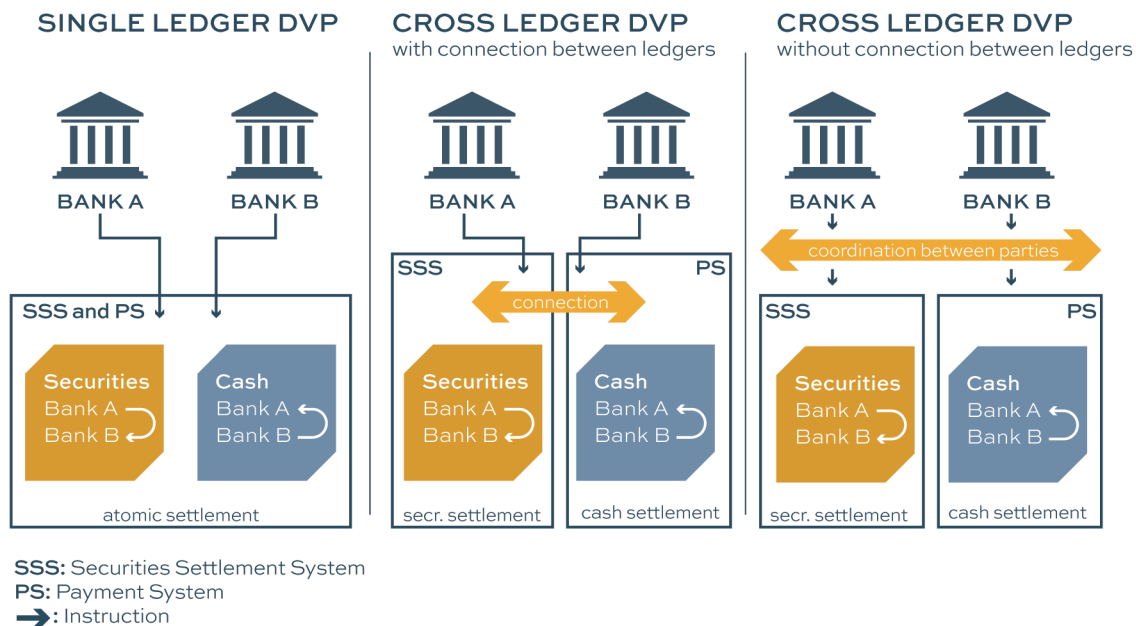 SINGLE LEDGER DVP
BANK A
BANK B
SSS and PS
Securities
Bank A
Bank B
Cash
Bank A
Bank B
atomic settlement
CROSS LEDGER DVP
with connection between ledgers
BANK A
BANK B
SSS
PS
connection
Securities
Bank A
Bank B
Cash
Bank A
Bank B
secr. settlement
cash settlement
CROSS LEDGER DVP
without connection between ledgers
BANK A
BANK B
coordination between parties
SSS
PS
Securities
Bank A
Bank B
Cash
Bank A
Bank B
secr. settlement
cash settlement
SSS: Securities Settlement System
PS: Payment System
: Instruction